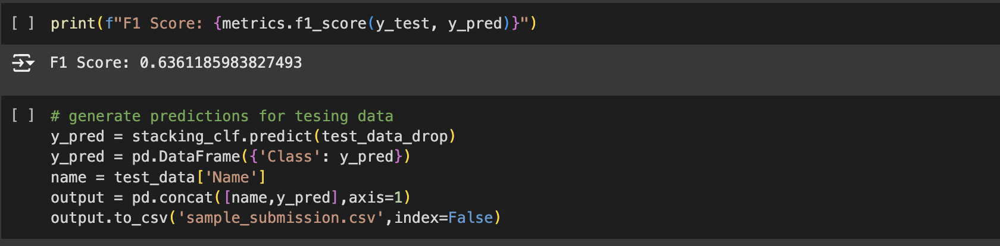 [ ] print(f"F1 Score: {metrics.f1_score(y_test, y_pred)}")
F1 Score: 0.6361185983827493
[ ] # generate predictions for tesing data
y_pred = stacking_clf.predict(test_data_drop)
y_pred = pd.DataFrame({'Class': y_pred})
name = test_data['Name']
output = pd.concat([name,y_pred],axis=1)
output.to_csv('sample_submission.csv',index=False)